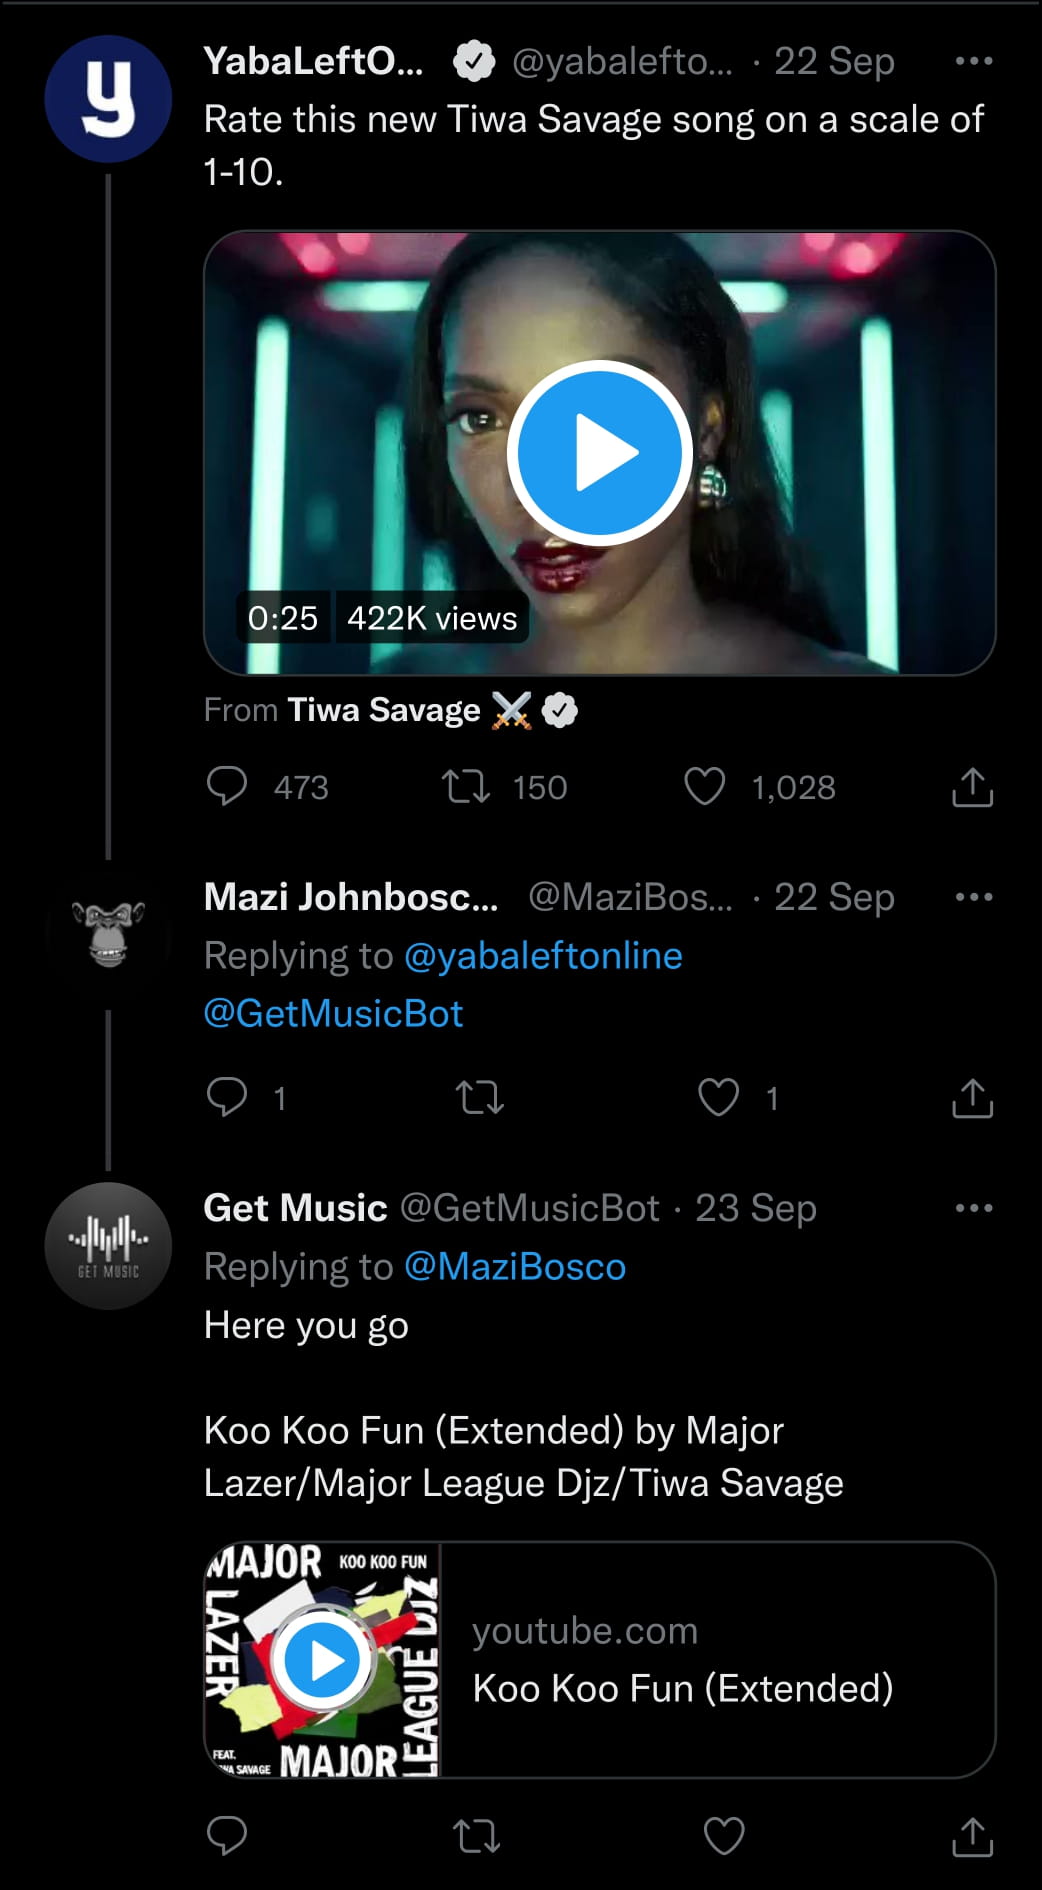 YabaLeftO... @yabalefto... · 22 Sep
Rate this new Tiwa Savage song on a scale of
1-10.
0:25 422K views
From Tiwa Savage ⚔️
473 150 1,028
Mazi Johnbosc... @MaziBos... · 22 Sep
Replying to @yabaleftonline
@GetMusicBot
1 1
Get Music @GetMusicBot · 23 Sep
GET MUSIC
Replying to @MaziBosco
Here you go
Koo Koo Fun (Extended) by Major
Lazer/Major League Djz/Tiwa Savage
MAJOR KOO KOO FUN
LAZER
LEAGUE DJZ
FEAT.
WA SAVAGE MAJOR
youtube.com
Koo Koo Fun (Extended)